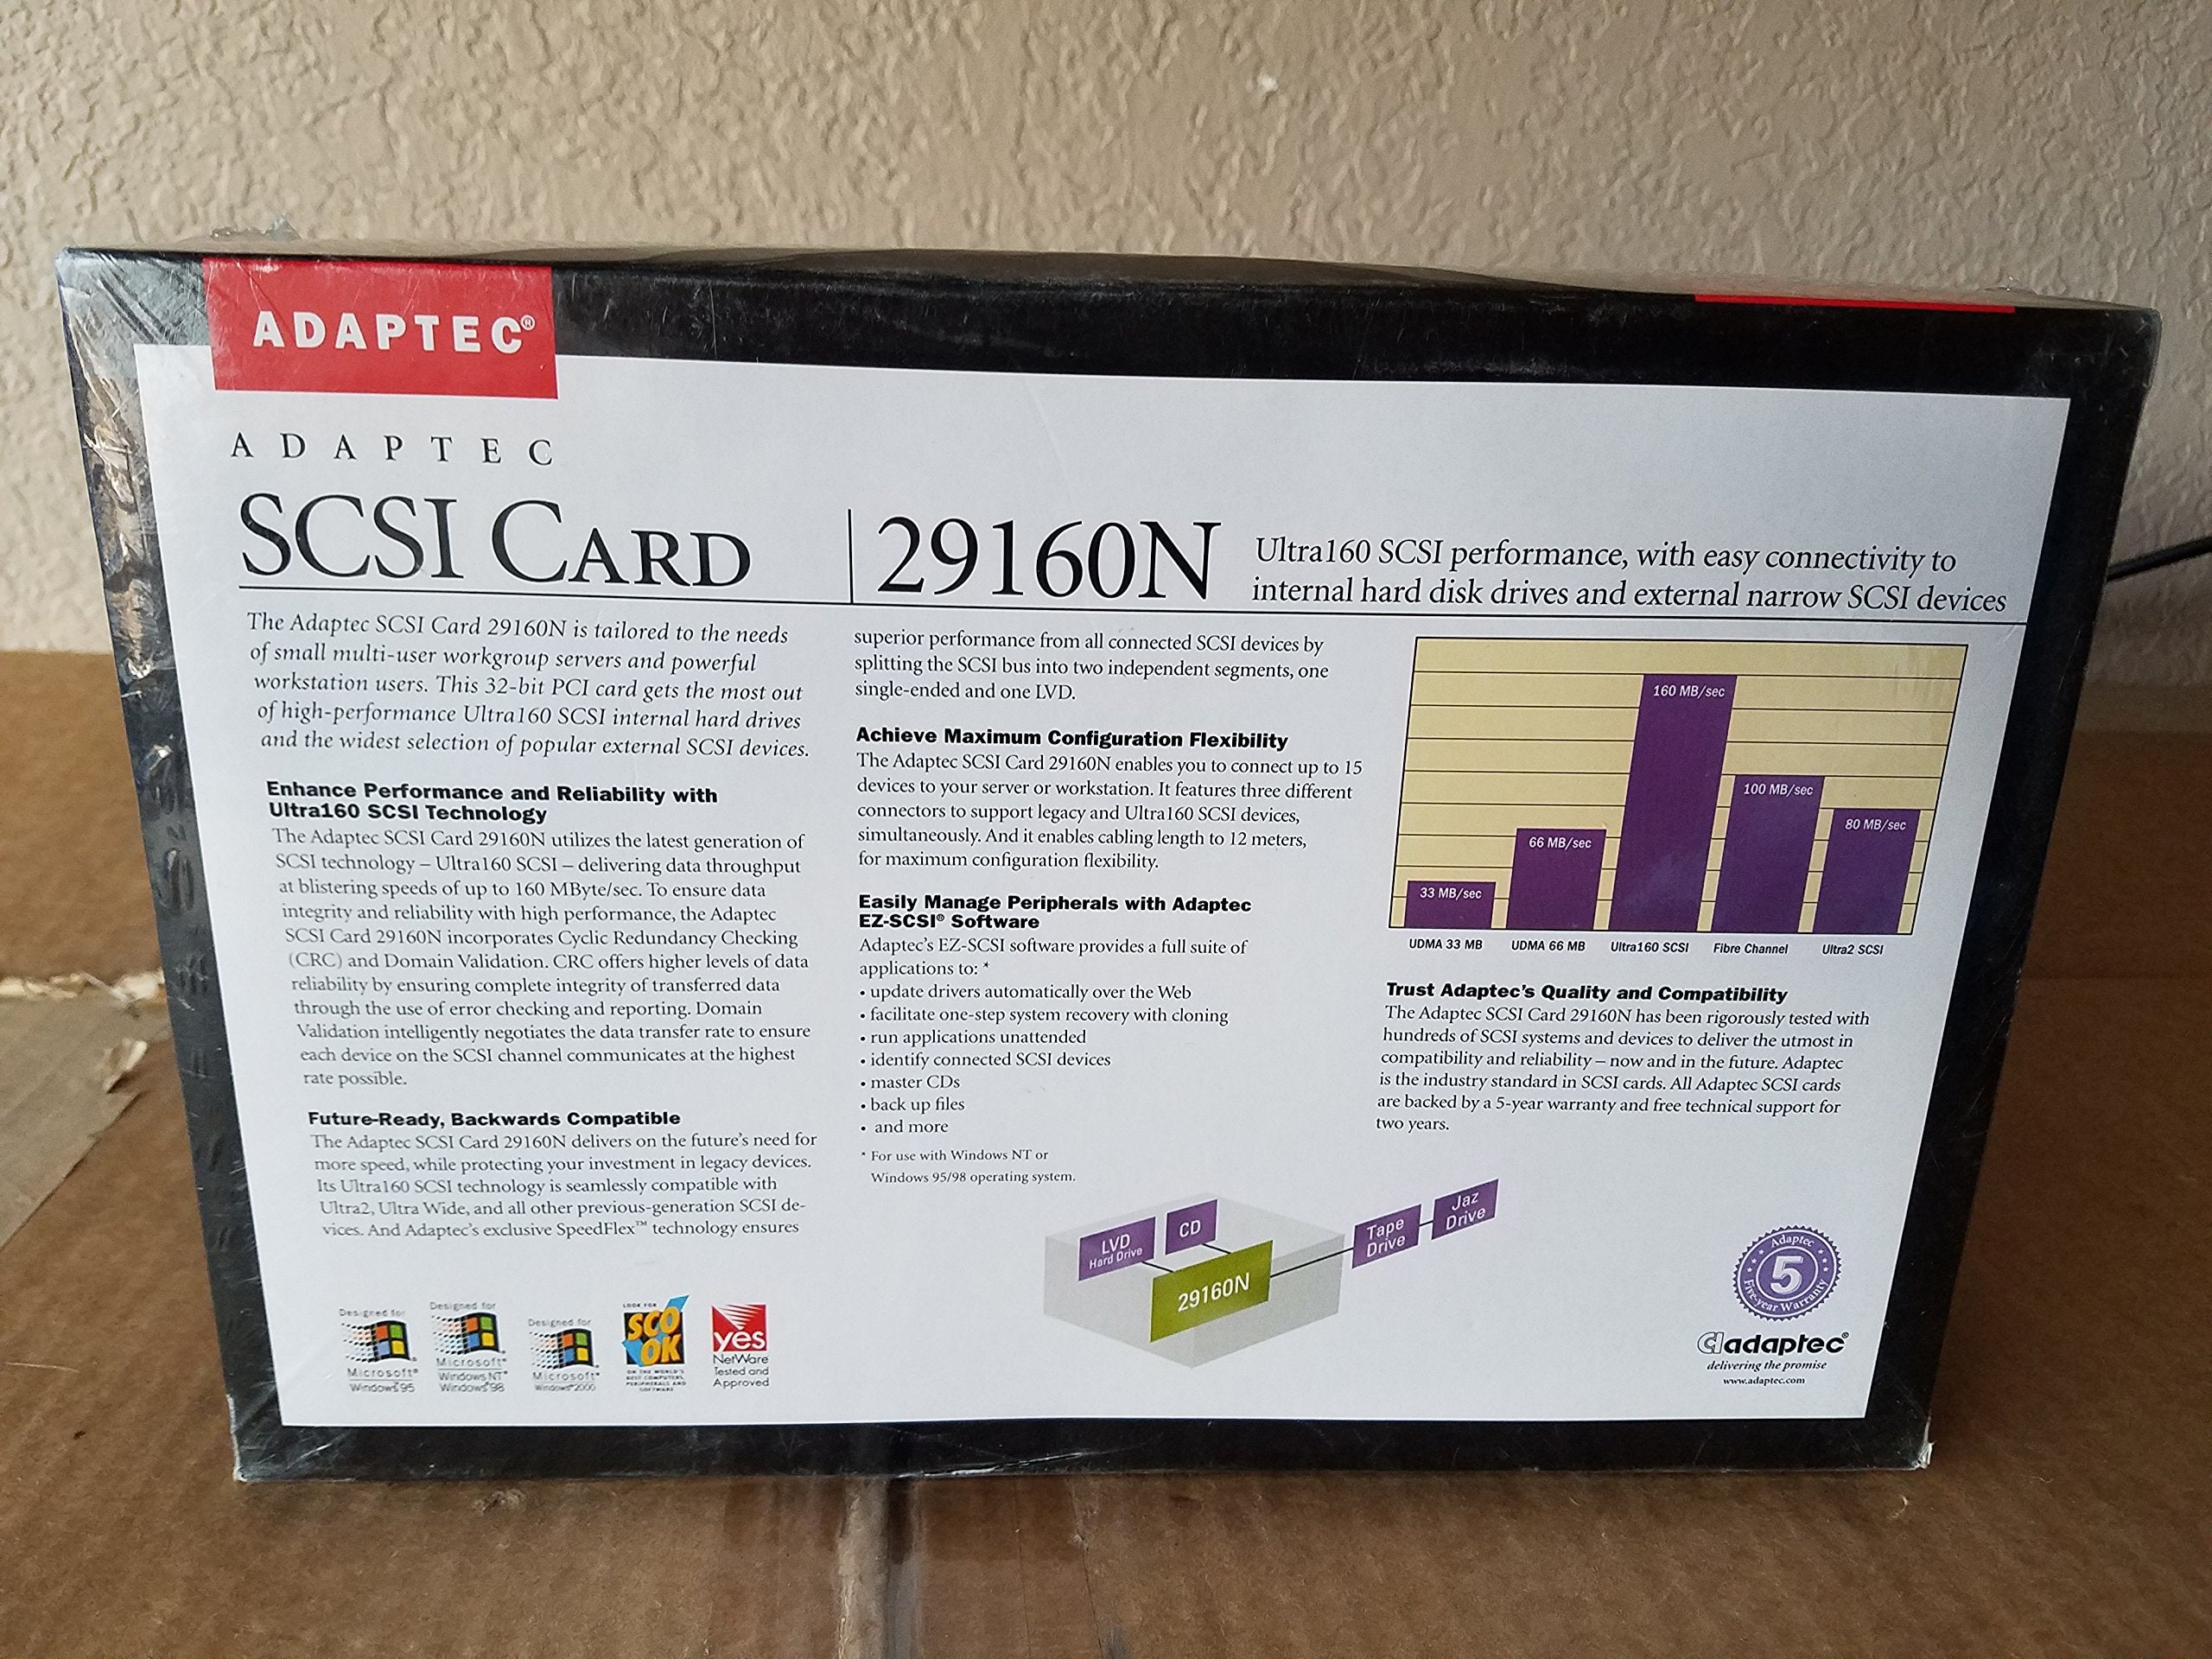 ADAPTEC®
ADAPTEC
SCSI CARD
29160N
Ultra160 SCSI performance, with easy connectivity to
internal hard disk drives and external narrow SCSI devices
The Adaptec SCSI Card 29160N is tailored to the needs
of small multi-user workgroup servers and powerful
workstation users. This 32-bit PCI card gets the most out
of high-performance Ultra160 SCSI internal hard drives
and the widest selection of popular external SCSI devices.
Enhance Performance and Reliability with
Ultra160 SCSI Technology
The Adaptec SCSI Card 29160N utilizes the latest generation of
SCSI technology – Ultra160 SCSI – delivering data throughput
at blistering speeds of up to 160 MByte/sec. To ensure data
integrity and reliability with high performance, the Adaptec
SCSI Card 29160N incorporates Cyclic Redundancy Checking
(CRC) and Domain Validation. CRC offers higher levels of data
reliability by ensuring complete integrity of transferred data
through the use of error checking and reporting. Domain
Validation intelligently negotiates the data transfer rate to ensure
each device on the SCSI channel communicates at the highest
rate possible.
Future-Ready, Backwards Compatible
The Adaptec SCSI Card 29160N delivers on the future's need for
more speed, while protecting your investment in legacy devices.
Its Ultra160 SCSI technology is seamlessly compatible with
Ultra2, Ultra Wide, and all other previous-generation SCSI de-
vices. And Adaptec's exclusive SpeedFlex™ technology ensures
superior performance from all connected SCSI devices by
splitting the SCSI bus into two independent segments, one
single-ended and one LVD.
Achieve Maximum Configuration Flexibility
The Adaptec SCSI Card 29160N enables you to connect up to 15
devices to your server or workstation. It features three different
connectors to support legacy and Ultra160 SCSI devices,
simultaneously. And it enables cabling length to 12 meters,
for maximum configuration flexibility.
Easily Manage Peripherals with Adaptec
EZ-SCSI® Software
Adaptec's EZ-SCSI software provides a full suite of
applications to: *
• update drivers automatically over the Web
• facilitate one-step system recovery with cloning
• run applications unattended
• identify connected SCSI devices
• master CDs
• back up files
• and more
* For use with Windows NT or
Windows 95/98 operating system.
160 MB/sec
100 MB/sec
80 MB/sec
66 MB/sec
33 MB/sec
UDMA 33 MB
UDMA 66 MB
Ultra160 SCSI
Fibre Channel
Ultra2 SCSI
Trust Adaptec's Quality and Compatibility
The Adaptec SCSI Card 29160N has been rigorously tested with
hundreds of SCSI systems and devices to deliver the utmost in
compatibility and reliability – now and in the future. Adaptec
is the industry standard in SCSI cards. All Adaptec SCSI cards
are backed by a 5-year warranty and free technical support for
two years.
LVD
Hard Drive
CD
29160N
Tape
Drive
Jaz
Drive
Designed for
Microsoft®
Windows®95
Designed for
Microsoft®
Windows NT®
Windows®98
Designed for
Microsoft®
Windows®2000
LOOK FOR
SCO
OK
ON THE WORLD'S
BEST COMPUTERS,
PERIPHERALS AND
SOFTWARE
yes
NetWare
Tested and
Approved
Adaptec
5
Five-year Warranty
adaptec®
delivering the promise
www.adaptec.com